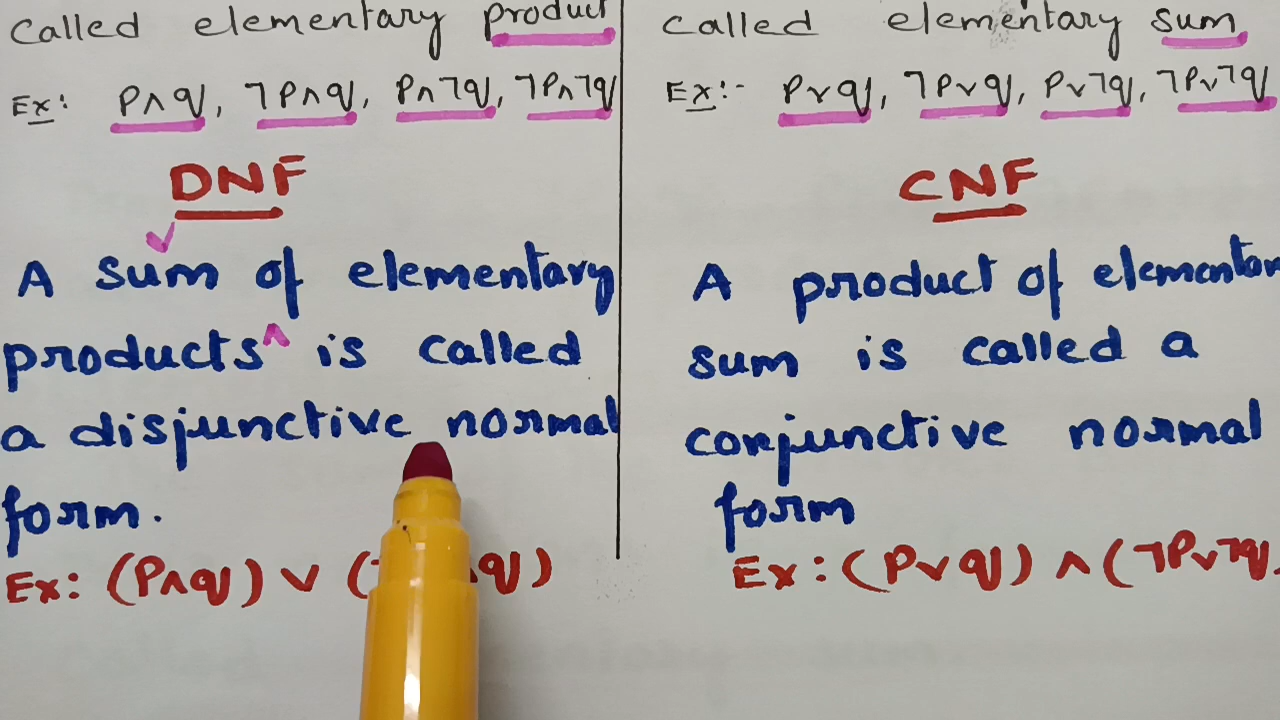 Called elementary product
Ex: P∧q, ¬P∧q, P∧¬q, ¬P∧¬q
DNF
A sum of elementary
products ∧ is called
a disjunctive normal
form.
Ex: (P∧q) ∨ ( q)
Called elementary sum
Ex:- P∨q, ¬P∨q, P∨¬q, ¬P∨¬q
CNF
A product of elementar
sum is called a
conjunctive normal
form
Ex: (P∨q) ∧ (¬P∨¬q